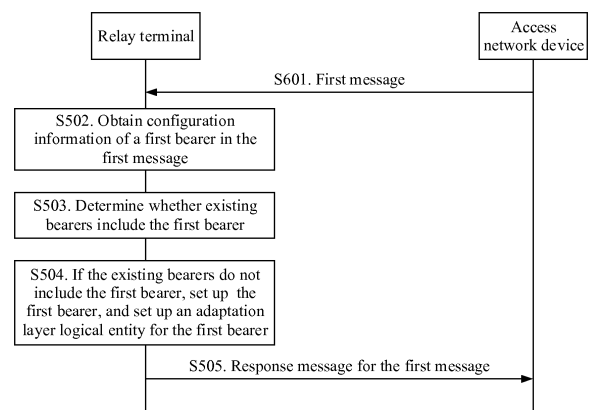 Relay terminal
Access
network device
S601. First message
S502. Obtain configuration
information of a first bearer in the
first message
S503. Determine whether existing
bearers include the first bearer
S504. If the existing bearers do not
include the first bearer, set up the
first bearer, and set up an adaptation
layer logical entity for the first bearer
S505. Response message for the first message